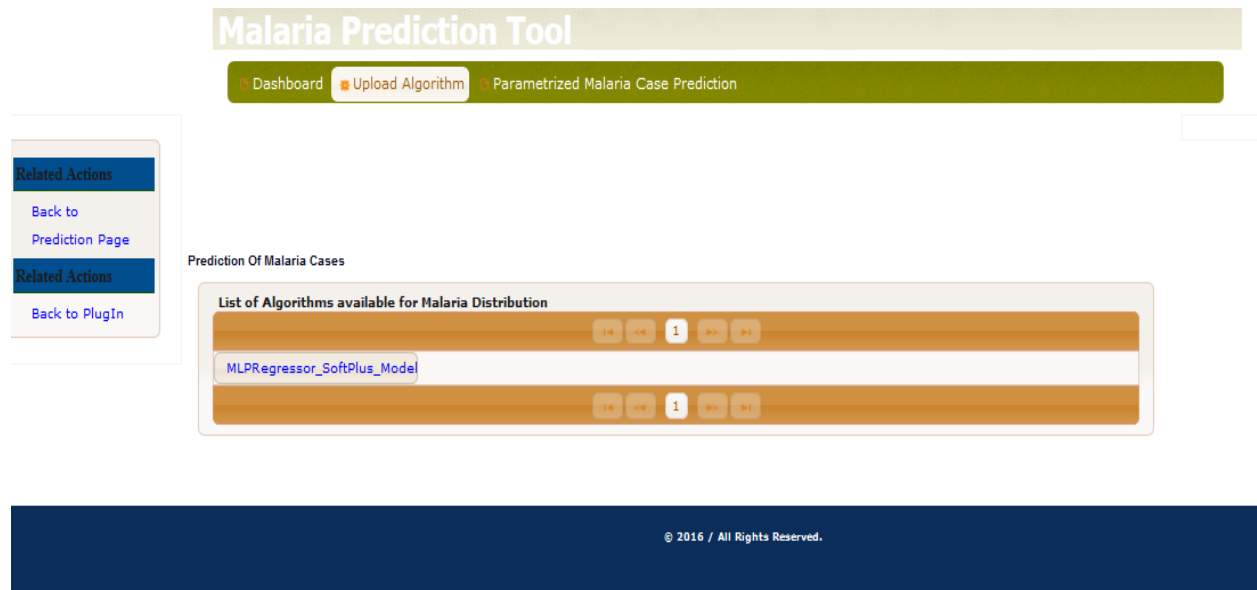 Malaria Prediction Tool
Dashboard Upload Algorithm Parametrized Malaria Case Prediction
Related Actions
Back to
Prediction Page
Related Actions
Back to PlugIn
Prediction Of Malaria Cases
List of Algorithms available for Malaria Distribution
1
MLPRegressor_SoftPlus_Model
1
© 2016 / All Rights Reserved.